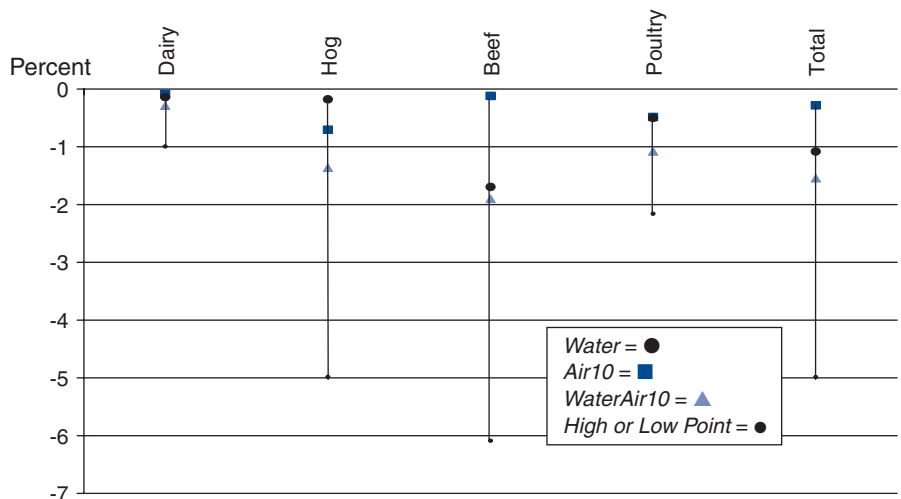 Percent
Dairy
Hog
Beef
Poultry
Total
0
-1
-2
-3
-4
-5
-6
-7
Water = ●
Air10 = ■
WaterAir10 = ▲
High or Low Point = ●